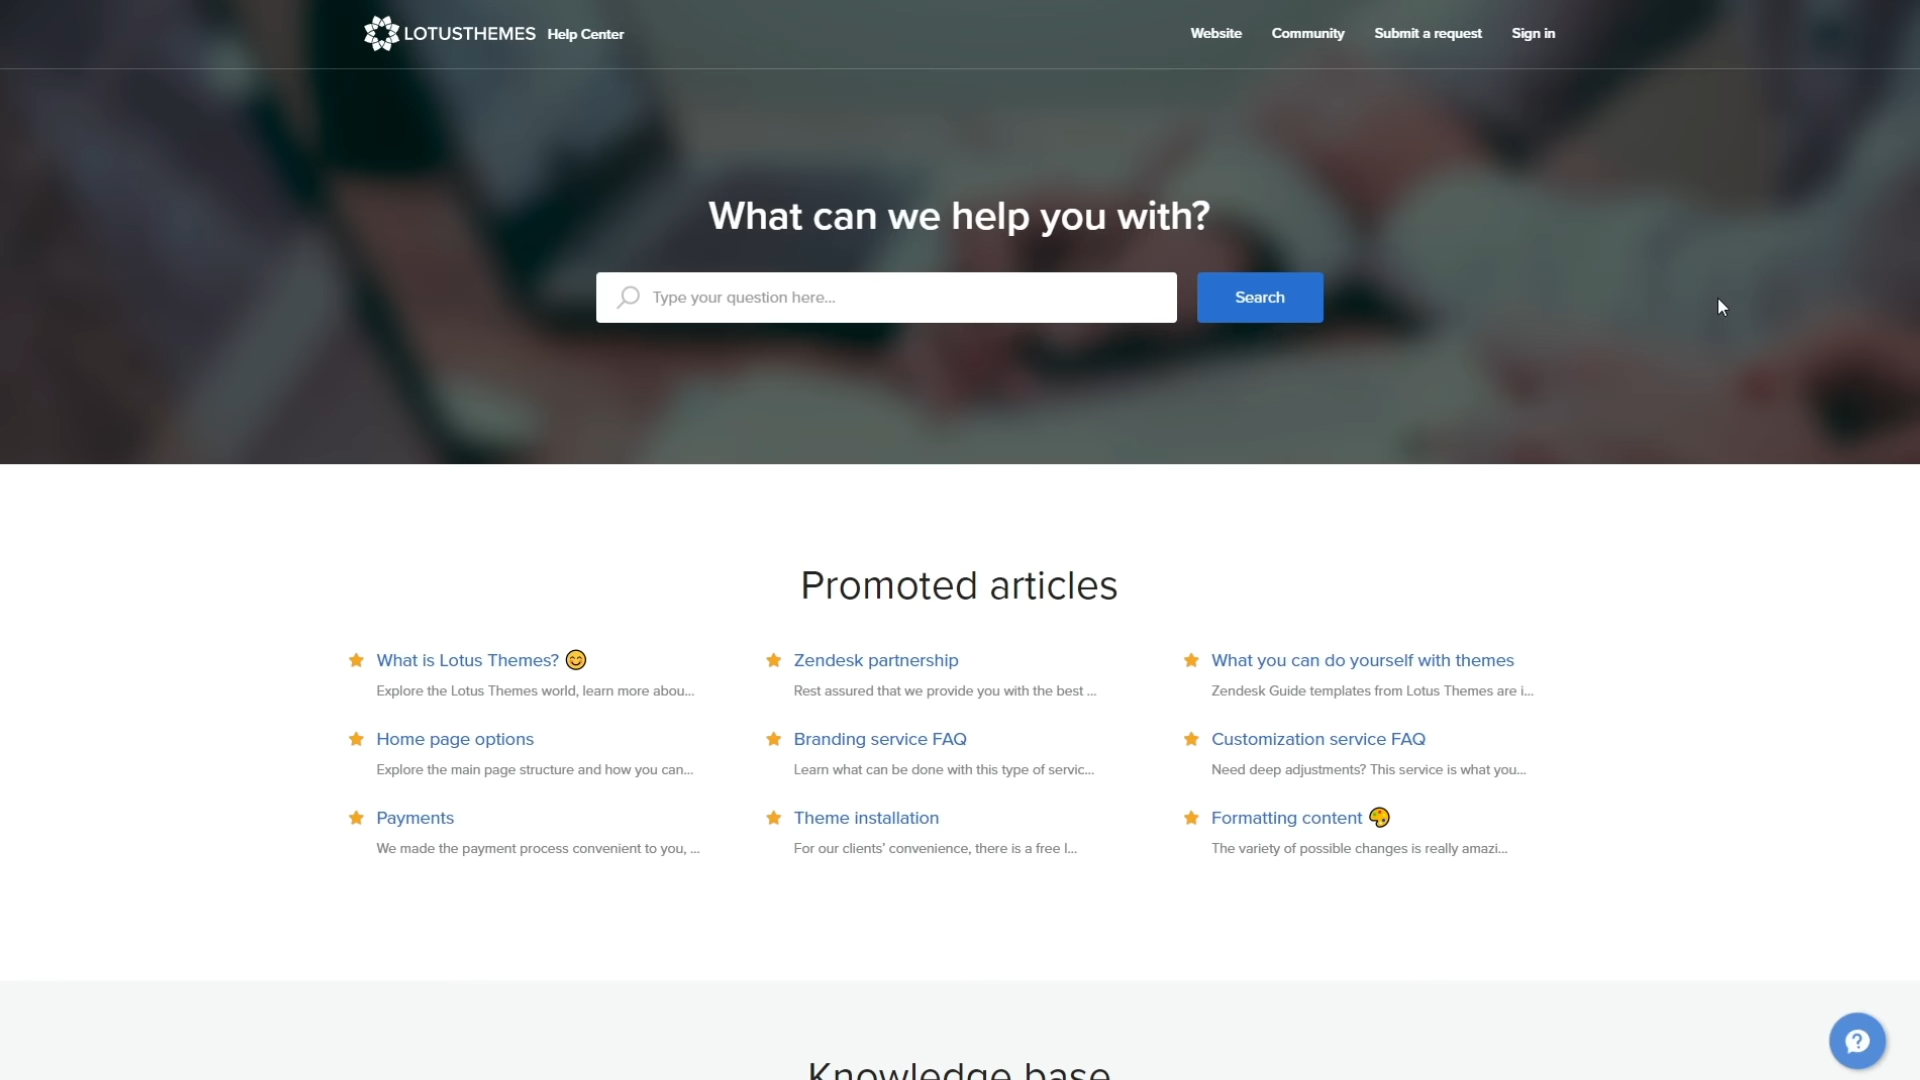 LOTUSTHEMES Help Center
Website Community Submit a request Sign in
What can we help you with?
Type your question here...
Search
Promoted articles
What is Lotus Themes? 😊
Explore the Lotus Themes world, learn more abou...
Zendesk partnership
Rest assured that we provide you with the best ...
What you can do yourself with themes
Zendesk Guide templates from Lotus Themes are i...
Home page options
Explore the main page structure and how you can...
Branding service FAQ
Learn what can be done with this type of servic...
Customization service FAQ
Need deep adjustments? This service is what you...
Payments
We made the payment process convenient to you, ...
Theme installation
For our clients’ convenience, there is a free l...
Formatting content 🎨
The variety of possible changes is really amazi...
Knowledge base